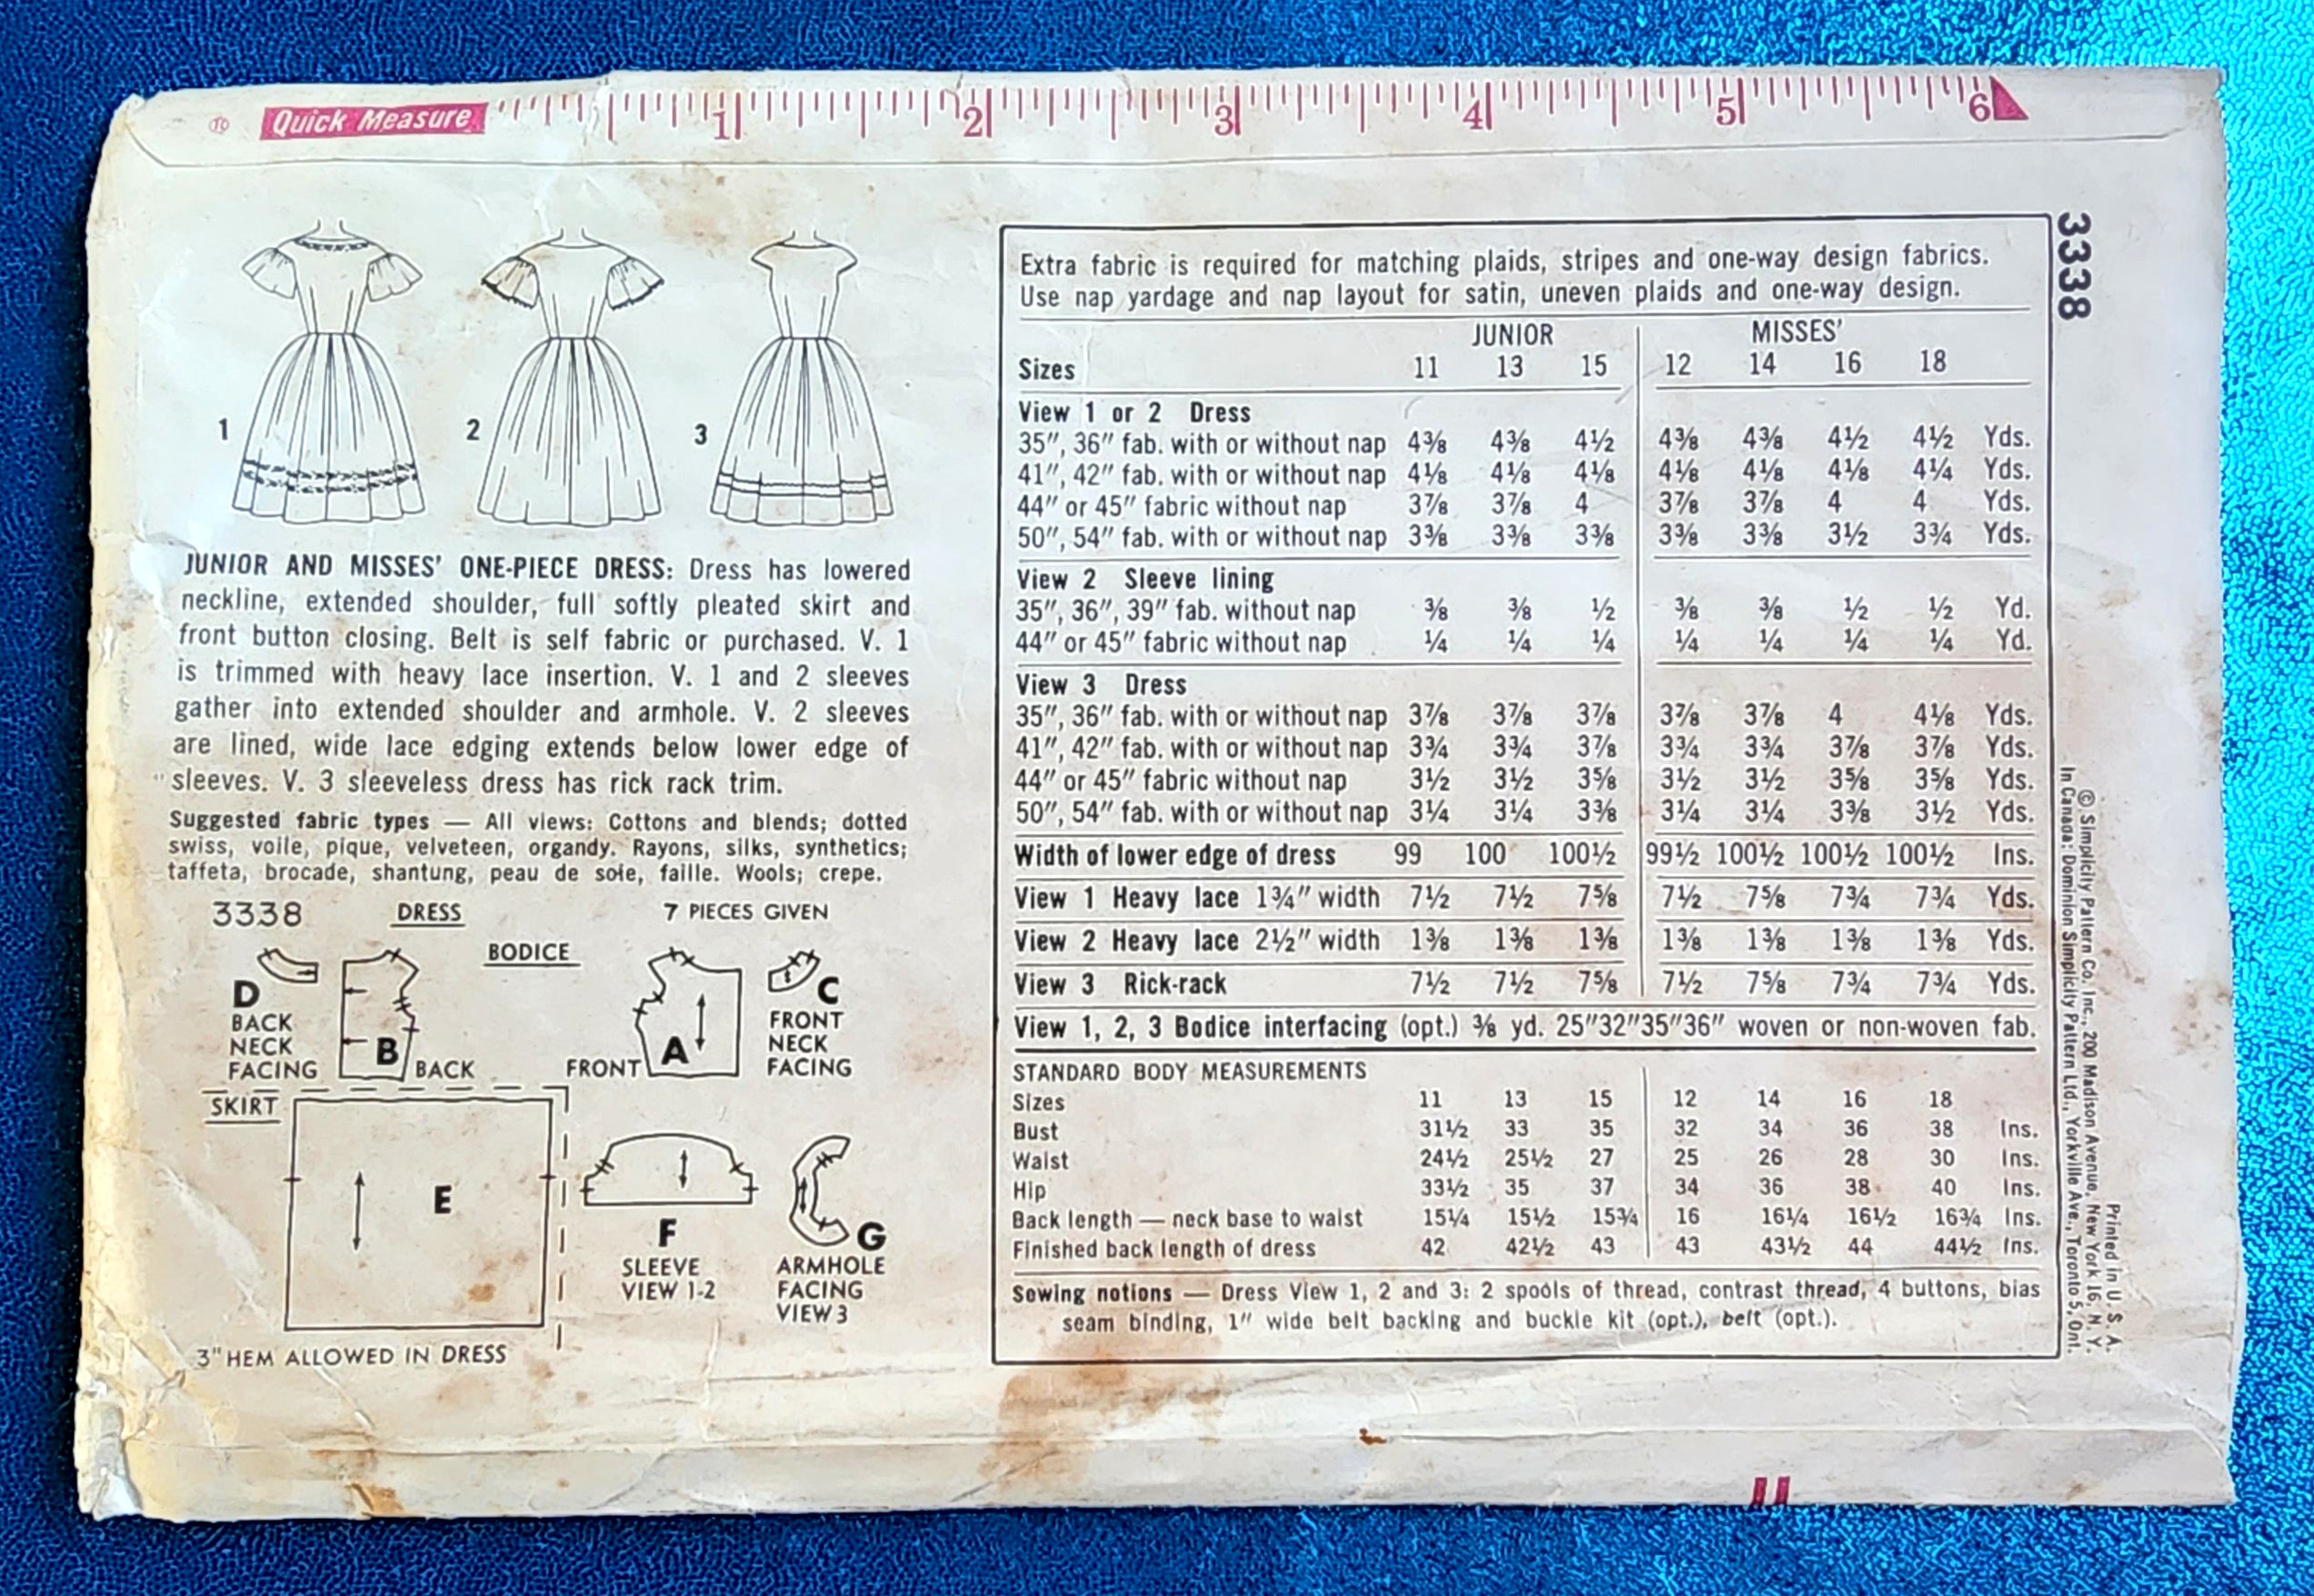 10 Quick Measure 1 2 3 4 5 6
1 2 3
JUNIOR AND MISSES' ONE-PIECE DRESS: Dress has lowered
neckline, extended shoulder, full softly pleated skirt and
front button closing. Belt is self fabric or purchased. V. 1
is trimmed with heavy lace insertion. V. 1 and 2 sleeves
gather into extended shoulder and armhole. V. 2 sleeves
are lined, wide lace edging extends below lower edge of
sleeves. V. 3 sleeveless dress has rick rack trim.
Suggested fabric types — All views: Cottons and blends; dotted
swiss, voile, pique, velveteen, organdy. Rayons, silks, synthetics;
taffeta, brocade, shantung, peau de soie, faille. Wools; crepe.
3338 DRESS 7 PIECES GIVEN
BODICE
D
BACK
NECK
FACING
B BACK
FRONT A
C
FRONT
NECK
FACING
SKIRT
E
F
SLEEVE
VIEW 1-2
G
ARMHOLE
FACING
VIEW 3
3" HEM ALLOWED IN DRESS
Extra fabric is required for matching plaids, stripes and one-way design fabrics.
Use nap yardage and nap layout for satin, uneven plaids and one-way design.
JUNIOR MISSES'
Sizes 11 13 15 12 14 16 18
View 1 or 2 Dress
35", 36" fab. with or without nap 4⅜ 4⅜ 4½ 4⅜ 4⅜ 4½ 4½ Yds.
41", 42" fab. with or without nap 4⅛ 4⅛ 4⅛ 4⅛ 4⅛ 4⅛ 4¼ Yds.
44" or 45" fabric without nap 3⅞ 3⅞ 4 3⅞ 3⅞ 4 4 Yds.
50", 54" fab. with or without nap 3⅜ 3⅜ 3⅜ 3⅜ 3⅜ 3½ 3¾ Yds.
View 2 Sleeve lining
35", 36", 39" fab. without nap ⅜ ⅜ ½ ⅜ ⅜ ½ ½ Yd.
44" or 45" fabric without nap ¼ ¼ ¼ ¼ ¼ ¼ ¼ Yd.
View 3 Dress
35", 36" fab. with or without nap 3⅞ 3⅞ 3⅞ 3⅞ 3⅞ 4 4⅛ Yds.
41", 42" fab. with or without nap 3¾ 3¾ 3⅞ 3¾ 3¾ 3⅞ 3⅞ Yds.
44" or 45" fabric without nap 3½ 3½ 3⅝ 3½ 3½ 3⅝ 3⅝ Yds.
50", 54" fab. with or without nap 3¼ 3¼ 3⅜ 3¼ 3¼ 3⅜ 3½ Yds.
Width of lower edge of dress 99 100 100½ 99½ 100½ 100½ 100½ Ins.
View 1 Heavy lace 1¾" width 7½ 7½ 7⅝ 7½ 7⅝ 7¾ 7¾ Yds.
View 2 Heavy lace 2½" width 1⅜ 1⅜ 1⅜ 1⅜ 1⅜ 1⅜ 1⅜ Yds.
View 3 Rick-rack 7½ 7½ 7⅝ 7½ 7⅝ 7¾ 7¾ Yds.
View 1, 2, 3 Bodice interfacing (opt.) ⅜ yd. 25"32"35"36" woven or non-woven fab.
STANDARD BODY MEASUREMENTS
Sizes 11 13 15 12 14 16 18
Bust 31½ 33 35 32 34 36 38 Ins.
Waist 24½ 25½ 27 25 26 28 30 Ins.
Hip 33½ 35 37 34 36 38 40 Ins.
Back length — neck base to waist 15¼ 15½ 15¾ 16 16¼ 16½ 16¾ Ins.
Finished back length of dress 42 42½ 43 43 43½ 44 44½ Ins.
Sewing notions — Dress View 1, 2 and 3: 2 spools of thread, contrast thread, 4 buttons, bias
seam binding, 1" wide belt backing and buckle kit (opt.), belt (opt.).
3338
Printed in U. S. A.
© Simplicity Pattern Co. Inc., 200 Madison Avenue, New York 16, N. Y.
In Canada: Dominion Simplicity Pattern Ltd., Yorkville Ave., Toronto 5, Ont.